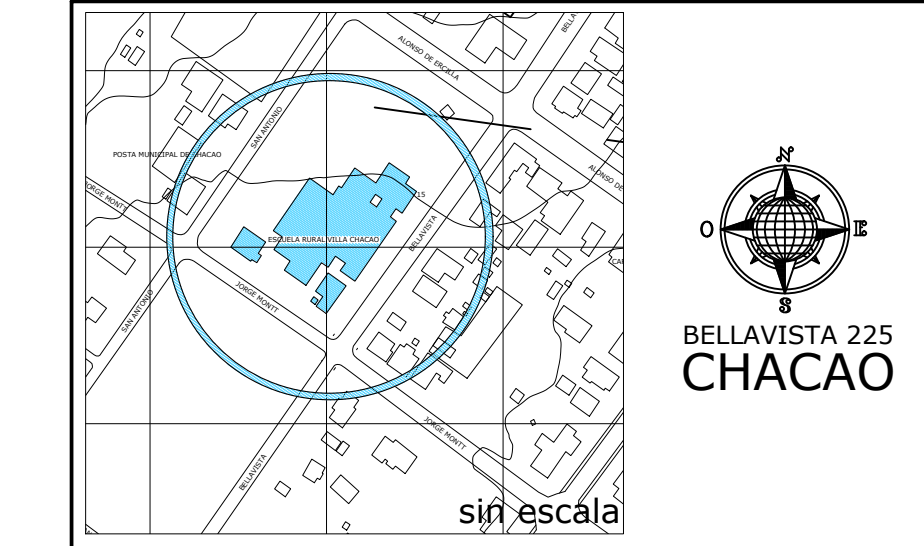 BELLA
ALONSO DE ERCILLA
SAN ANTONIO
POSTA MUNICIPAL DE CHACAO
ALONSO DE
JORGE MONTT
BELLAVISTA
ESCUELA RURAL VILLA CHACAO
JORGE MONTT
SAN ANTONIO
JORGE MONTT
BELLAVISTA
sin escala
N
O
E
S
BELLAVISTA 225
CHACAO